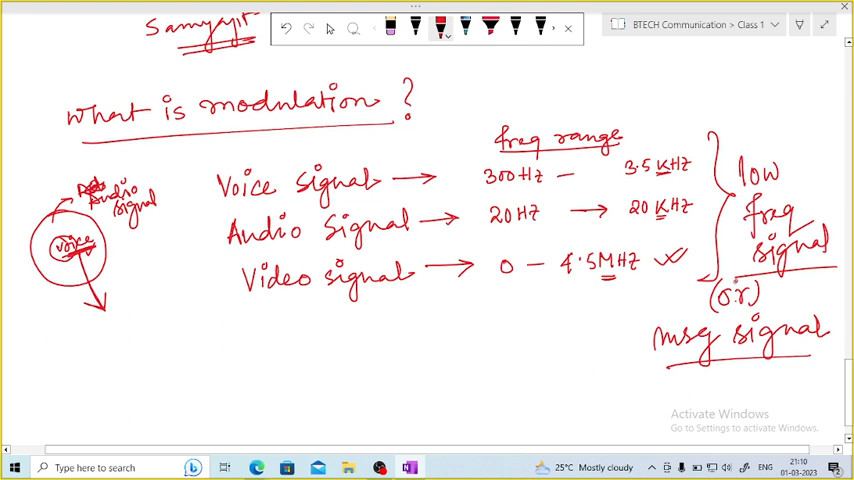 Samyajit
BTECH Communication > Class 1
What is modulation?
freq range
Voice Signal → 300 HZ - 3.5 KHZ
Audio Signal → 20 HZ → 20 KHZ
Video signal → 0 - 4.5 MHZ ✓
low
freq
signal
(or)
msg signal
Audio
signal
voice
Activate Windows
Go to Settings to activate Windows.
Type here to search
25°C Mostly cloudy
ENG
21:10
01-03-2023
2